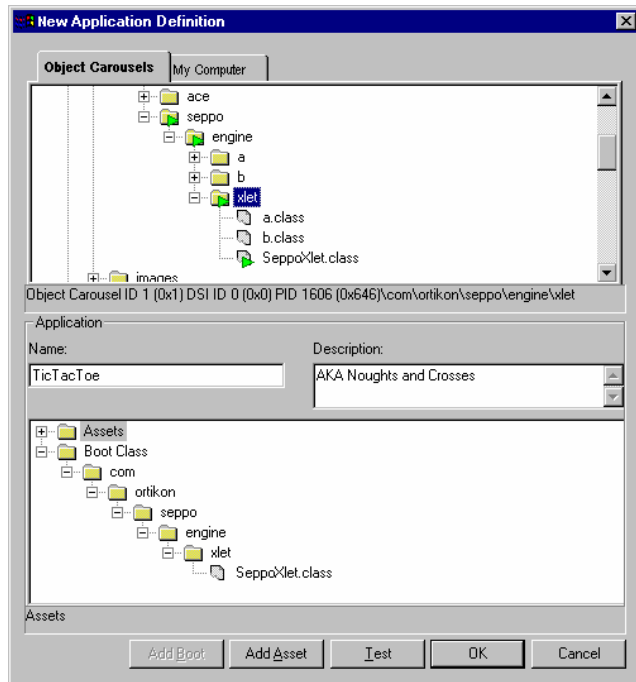 New Application Definition
Object Carousels
My Computer
ace
seppo
engine
a
b
xlet
a.class
b.class
SeppoXlet.class
images
Object Carousel ID 1 (0x1) DSI ID 0 (0x0) PID 1606 (0x646)\com\ortikon\seppo\engine\xlet
Application
Name:
Description:
TicTacToe
AKA Noughts and Crosses
Assets
Boot Class
com
ortikon
seppo
engine
xlet
SeppoXlet.class
Assets
Add Boot
Add Asset
Test
OK
Cancel